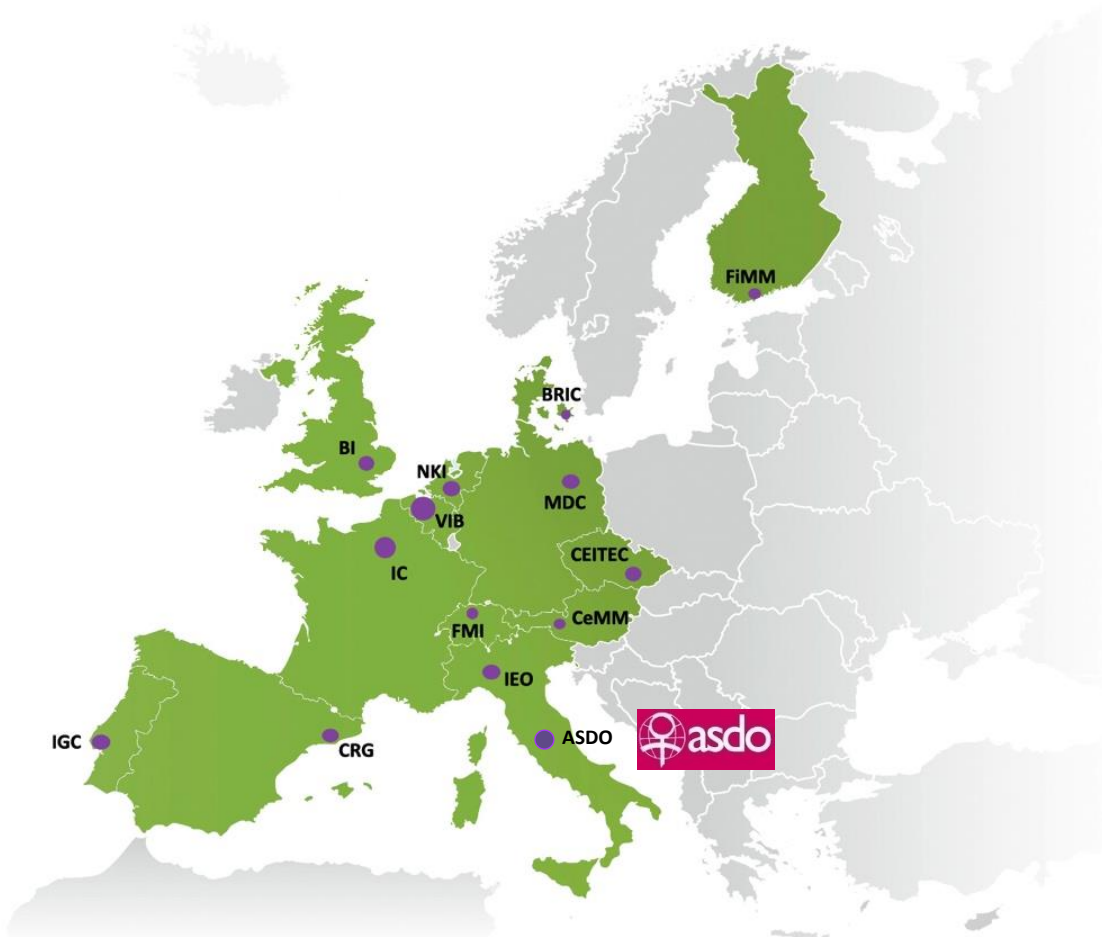 FiMM
BRIC
BI
NKI
MDC
VIB
CEITEC
IC
CeMM
FMI
IEO
IGC
CRG
ASDO
asdo